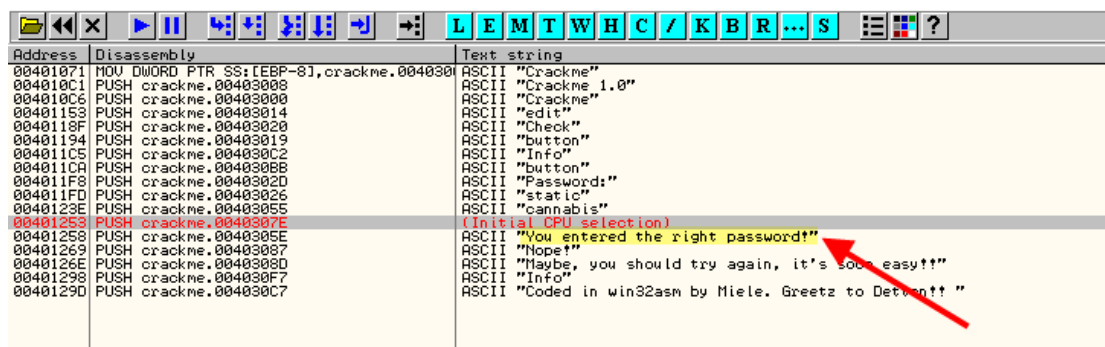 L E M T W H C / K B R ... S ?
Address Disassembly Text string
00401071 MOV DWORD PTR SS:[EBP-8],crackme.004030 ASCII "Crackme"
004010C1 PUSH crackme.00403008 ASCII "Crackme 1.0"
004010C6 PUSH crackme.00403000 ASCII "Crackme"
00401153 PUSH crackme.00403014 ASCII "edit"
0040118F PUSH crackme.00403020 ASCII "Check"
00401194 PUSH crackme.00403019 ASCII "button"
004011C5 PUSH crackme.004030C2 ASCII "Info"
004011CA PUSH crackme.004030BB ASCII "button"
004011F8 PUSH crackme.0040302D ASCII "Password:"
004011FD PUSH crackme.00403026 ASCII "static"
0040123E PUSH crackme.00403055 ASCII "cannabis"
00401253 PUSH crackme.0040307E (Initial CPU selection)
00401258 PUSH crackme.0040305E ASCII "You entered the right password!"
00401269 PUSH crackme.00403087 ASCII "Nope!"
0040126E PUSH crackme.0040308D ASCII "Maybe, you should try again, it's sooo easy!!"
00401298 PUSH crackme.004030F7 ASCII "Info"
0040129D PUSH crackme.004030C7 ASCII "Coded in win32asm by Miele. Greetz to Detten!! "